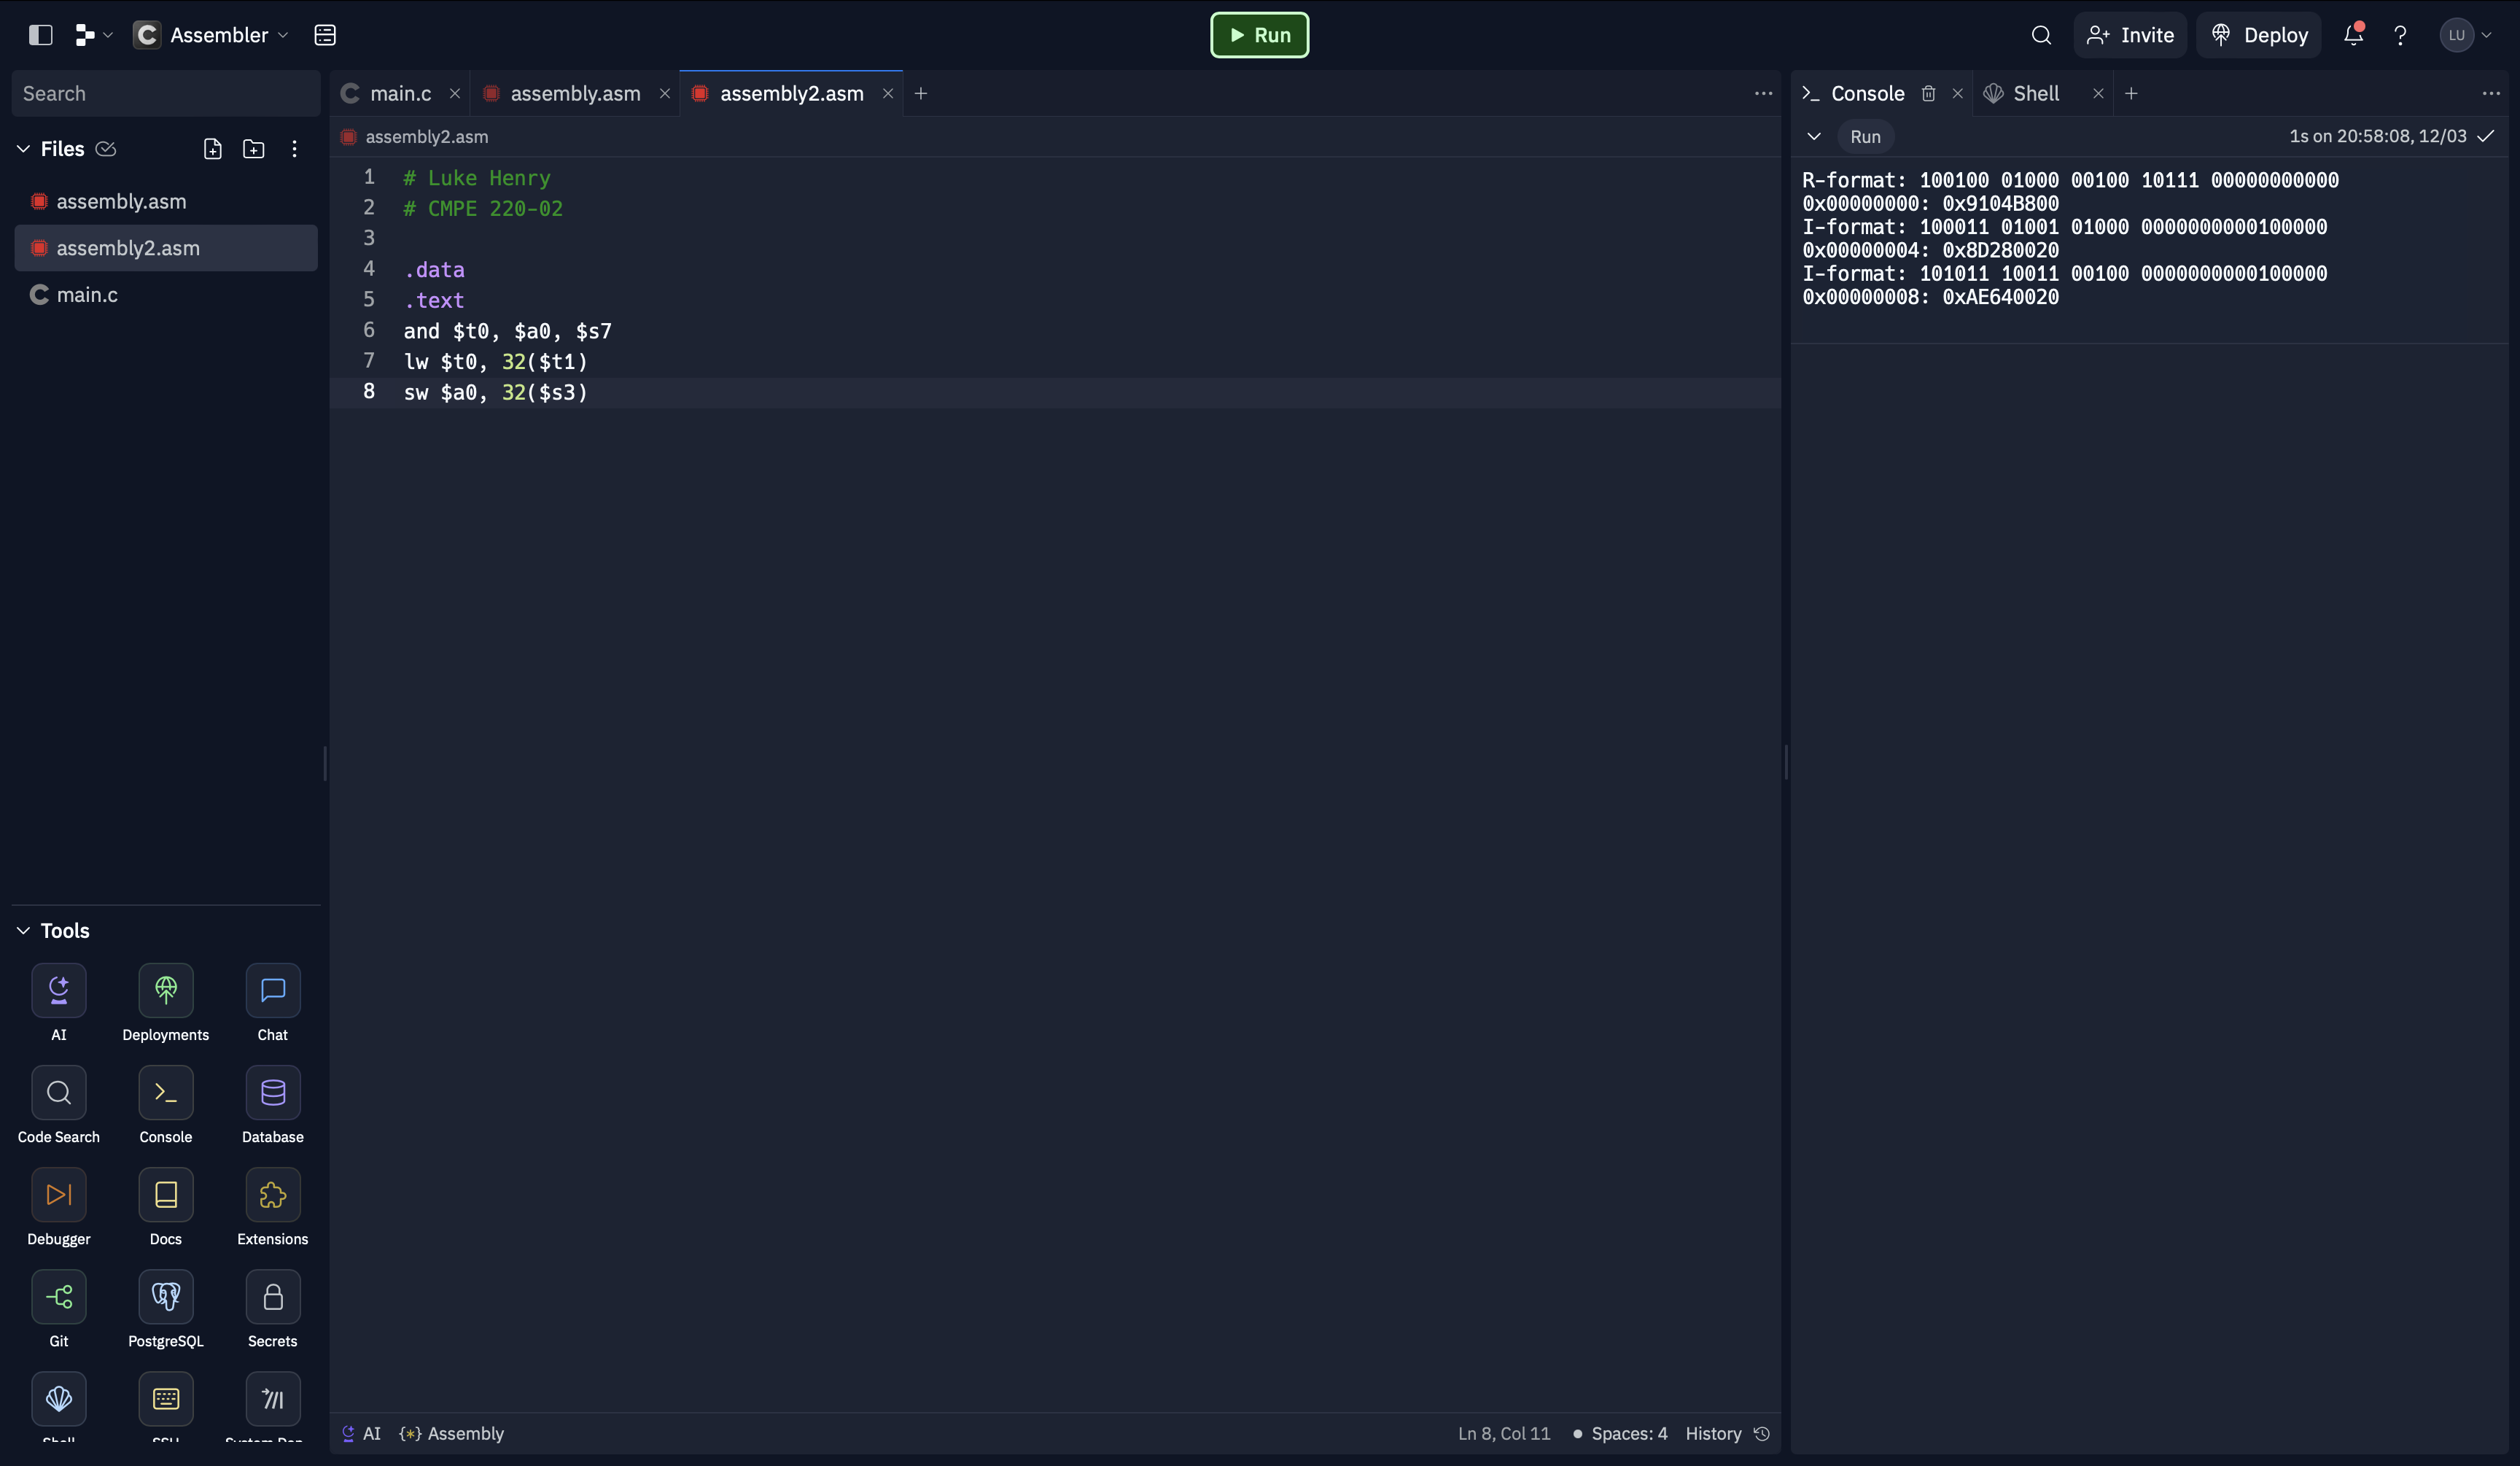 Assembler
Run
Invite
Deploy
LU
Search
Files
assembly.asm
assembly2.asm
main.c
main.c
assembly.asm
assembly2.asm
assembly2.asm
1 # Luke Henry
2 # CMPE 220-02
3
4 .data
5 .text
6 and $t0, $a0, $s7
7 lw $t0, 32($t1)
8 sw $a0, 32($s3)
Console
Shell
Run
1s on 20:58:08, 12/03
R-format: 100100 01000 00100 10111 00000000000
0x00000000: 0x9104B800
I-format: 100011 01001 01000 0000000000100000
0x00000004: 0x8D280020
I-format: 101011 10011 00100 0000000000100000
0x00000008: 0xAE640020
Tools
AI
Deployments
Chat
Code Search
Console
Database
Debugger
Docs
Extensions
Git
PostgreSQL
Secrets
Shell
SSH
AI
{*} Assembly
Ln 8, Col 11
Spaces: 4
History